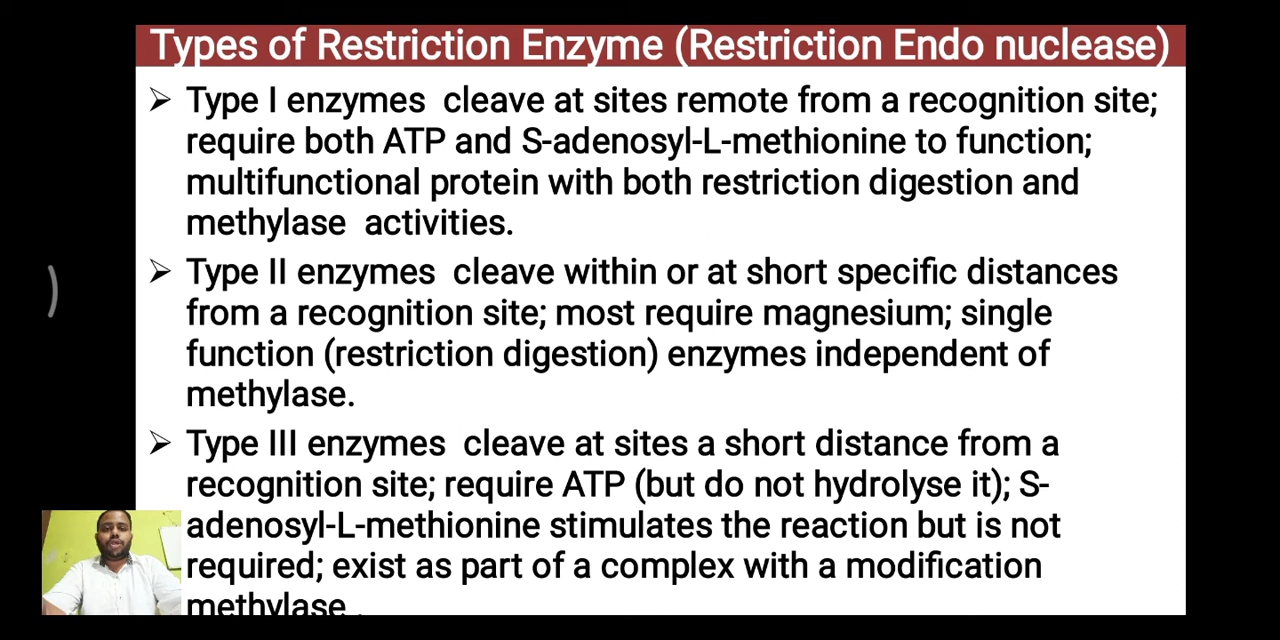 Types of Restriction Enzyme (Restriction Endo nuclease)
➢ Type I enzymes cleave at sites remote from a recognition site;
require both ATP and S-adenosyl-L-methionine to function;
multifunctional protein with both restriction digestion and
methylase activities.
➢ Type II enzymes cleave within or at short specific distances
from a recognition site; most require magnesium; single
function (restriction digestion) enzymes independent of
methylase.
➢ Type III enzymes cleave at sites a short distance from a
recognition site; require ATP (but do not hydrolyse it); S-
adenosyl-L-methionine stimulates the reaction but is not
required; exist as part of a complex with a modification
methylase .